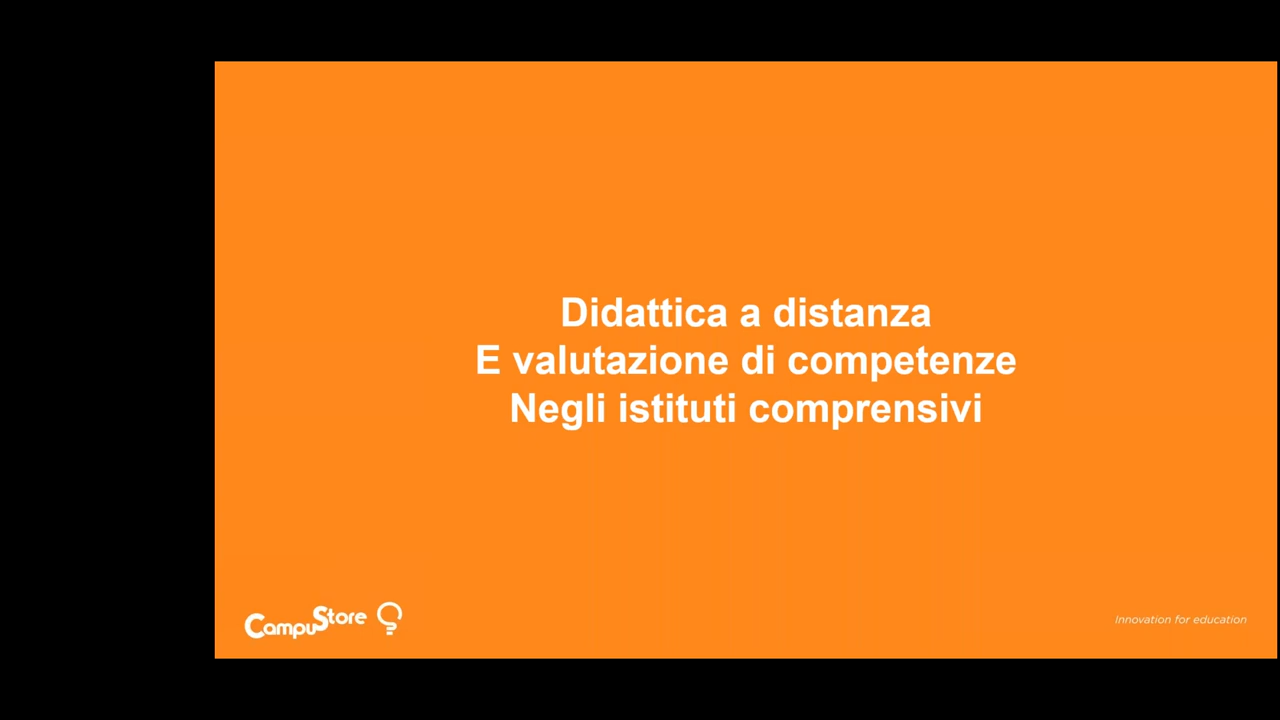 Didattica a distanza
E valutazione di competenze
Negli istituti comprensivi
CampuStore
Innovation for education